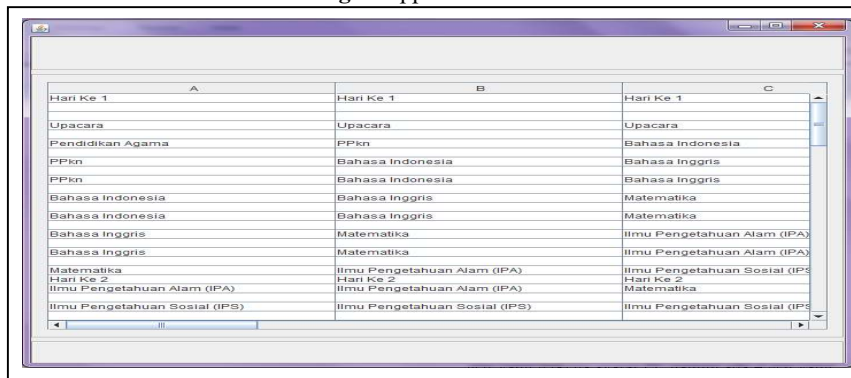 A B C
Hari Ke 1 Hari Ke 1 Hari Ke 1
Upacara Upacara Upacara
Pendidikan Agama PPkn Bahasa Indonesia
PPkn Bahasa Indonesia Bahasa Inggris
PPkn Bahasa Indonesia Bahasa Inggris
Bahasa Indonesia Bahasa Inggris Matematika
Bahasa Indonesia Bahasa Inggris Matematika
Bahasa Inggris Matematika Ilmu Pengetahuan Alam (IPA)
Bahasa Inggris Matematika Ilmu Pengetahuan Alam (IPA)
Matematika Ilmu Pengetahuan Alam (IPA) Ilmu Pengetahuan Sosial (IPS
Hari Ke 2 Hari Ke 2 Hari Ke 2
Ilmu Pengetahuan Alam (IPA) Ilmu Pengetahuan Alam (IPA) Matematika
Ilmu Pengetahuan Sosial (IPS) Ilmu Pengetahuan Sosial (IPS) Ilmu Pengetahuan Sosial (IPS